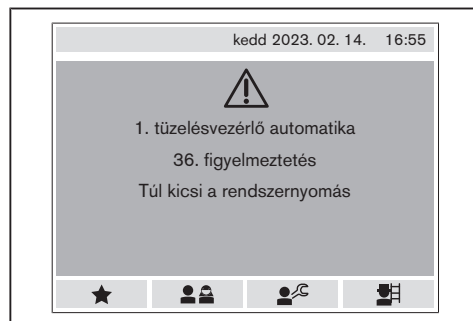 kedd 2023. 02. 14. 16:55
1. tüzelésvezérlő automatika
36. figyelmeztetés
Túl kicsi a rendszernyomás